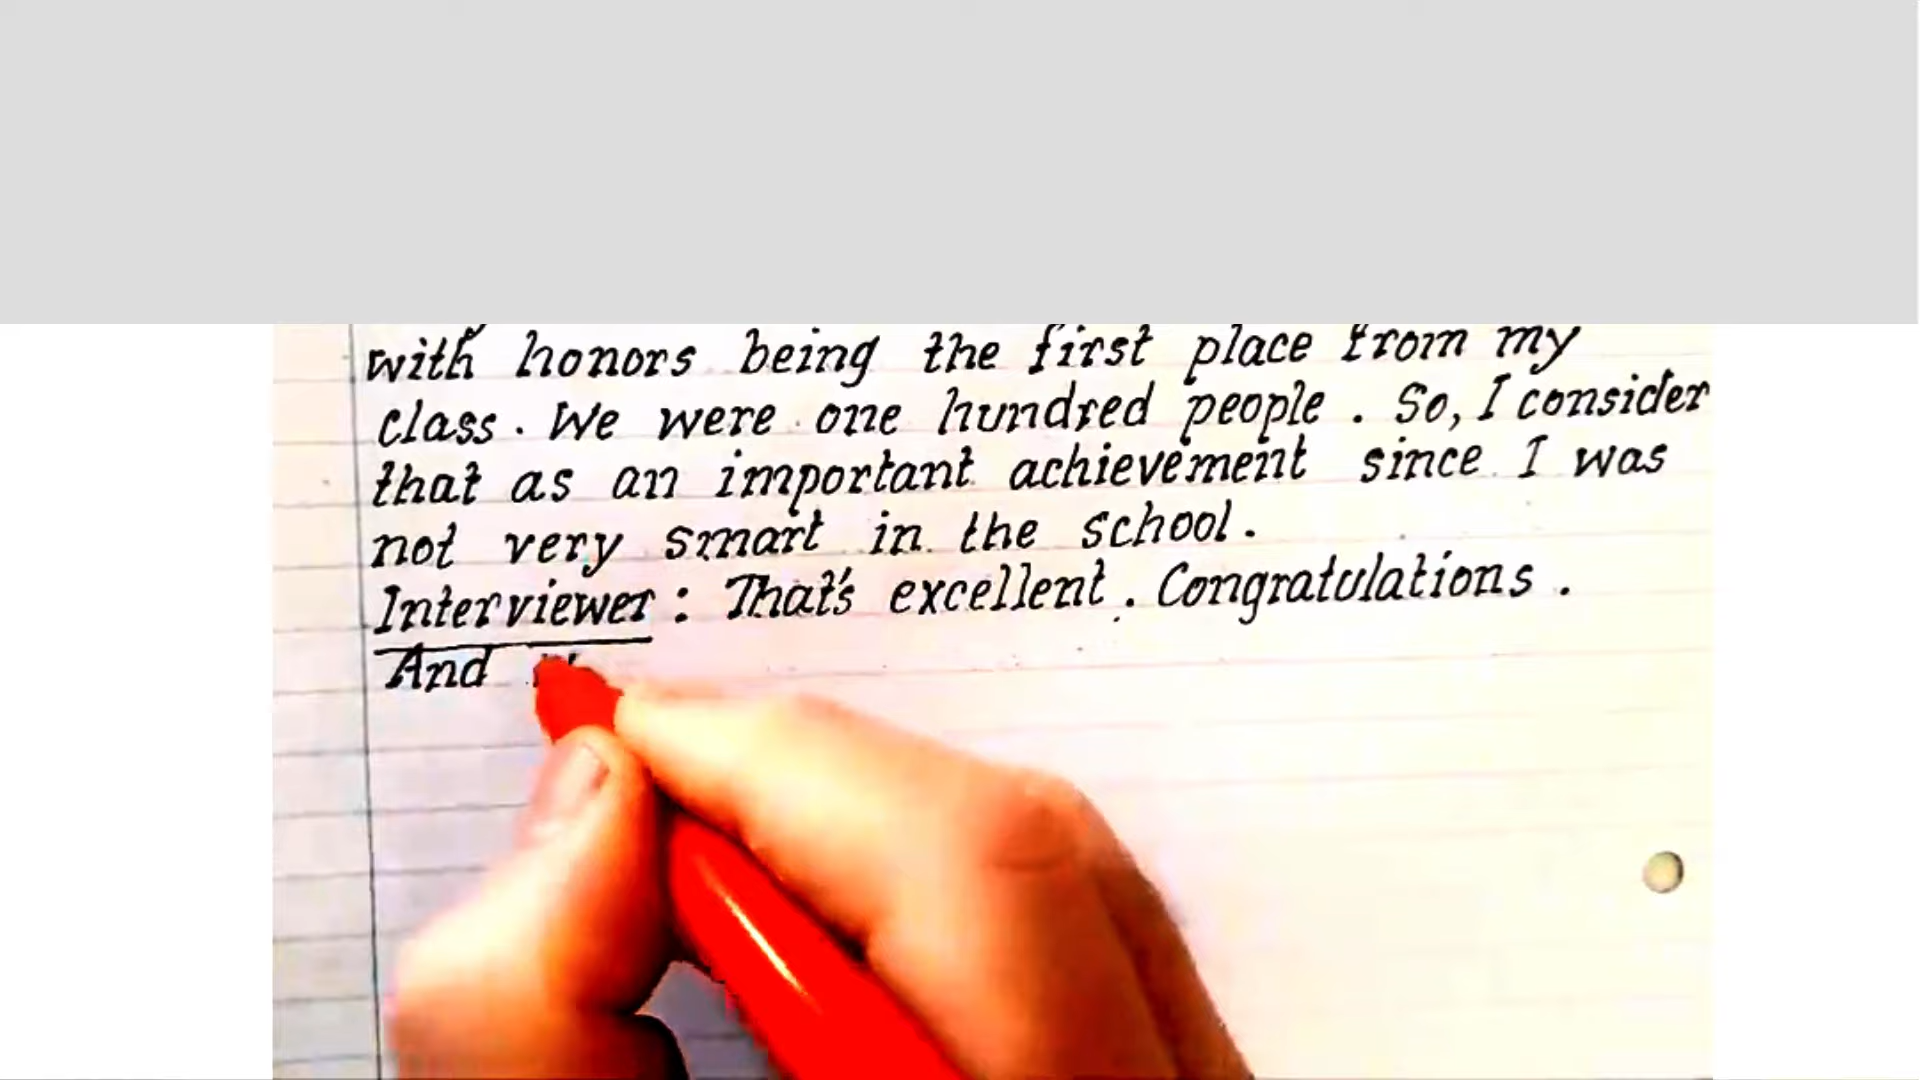 with honors being the first place from my
class. We were one hundred people. So, I consider
that as an important achievement since I was
not very smart in the school.
Interviewer: That's excellent. Congratulations.
And